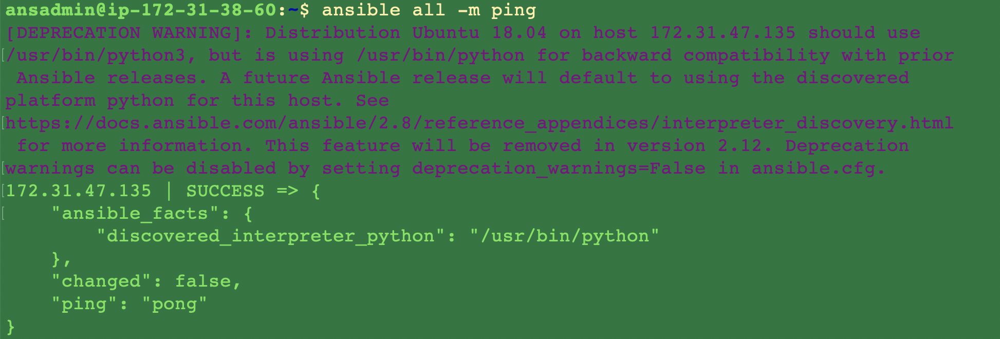 ansadmin@ip-172-31-38-60:~$ ansible all -m ping
[DEPRECATION WARNING]: Distribution Ubuntu 18.04 on host 172.31.47.135 should use
/usr/bin/python3, but is using /usr/bin/python for backward compatibility with prior
 Ansible releases. A future Ansible release will default to using the discovered
platform python for this host. See
https://docs.ansible.com/ansible/2.8/reference_appendices/interpreter_discovery.html
 for more information. This feature will be removed in version 2.12. Deprecation
warnings can be disabled by setting deprecation_warnings=False in ansible.cfg.
172.31.47.135 | SUCCESS => {
    "ansible_facts": {
        "discovered_interpreter_python": "/usr/bin/python"
    },
    "changed": false,
    "ping": "pong"
}